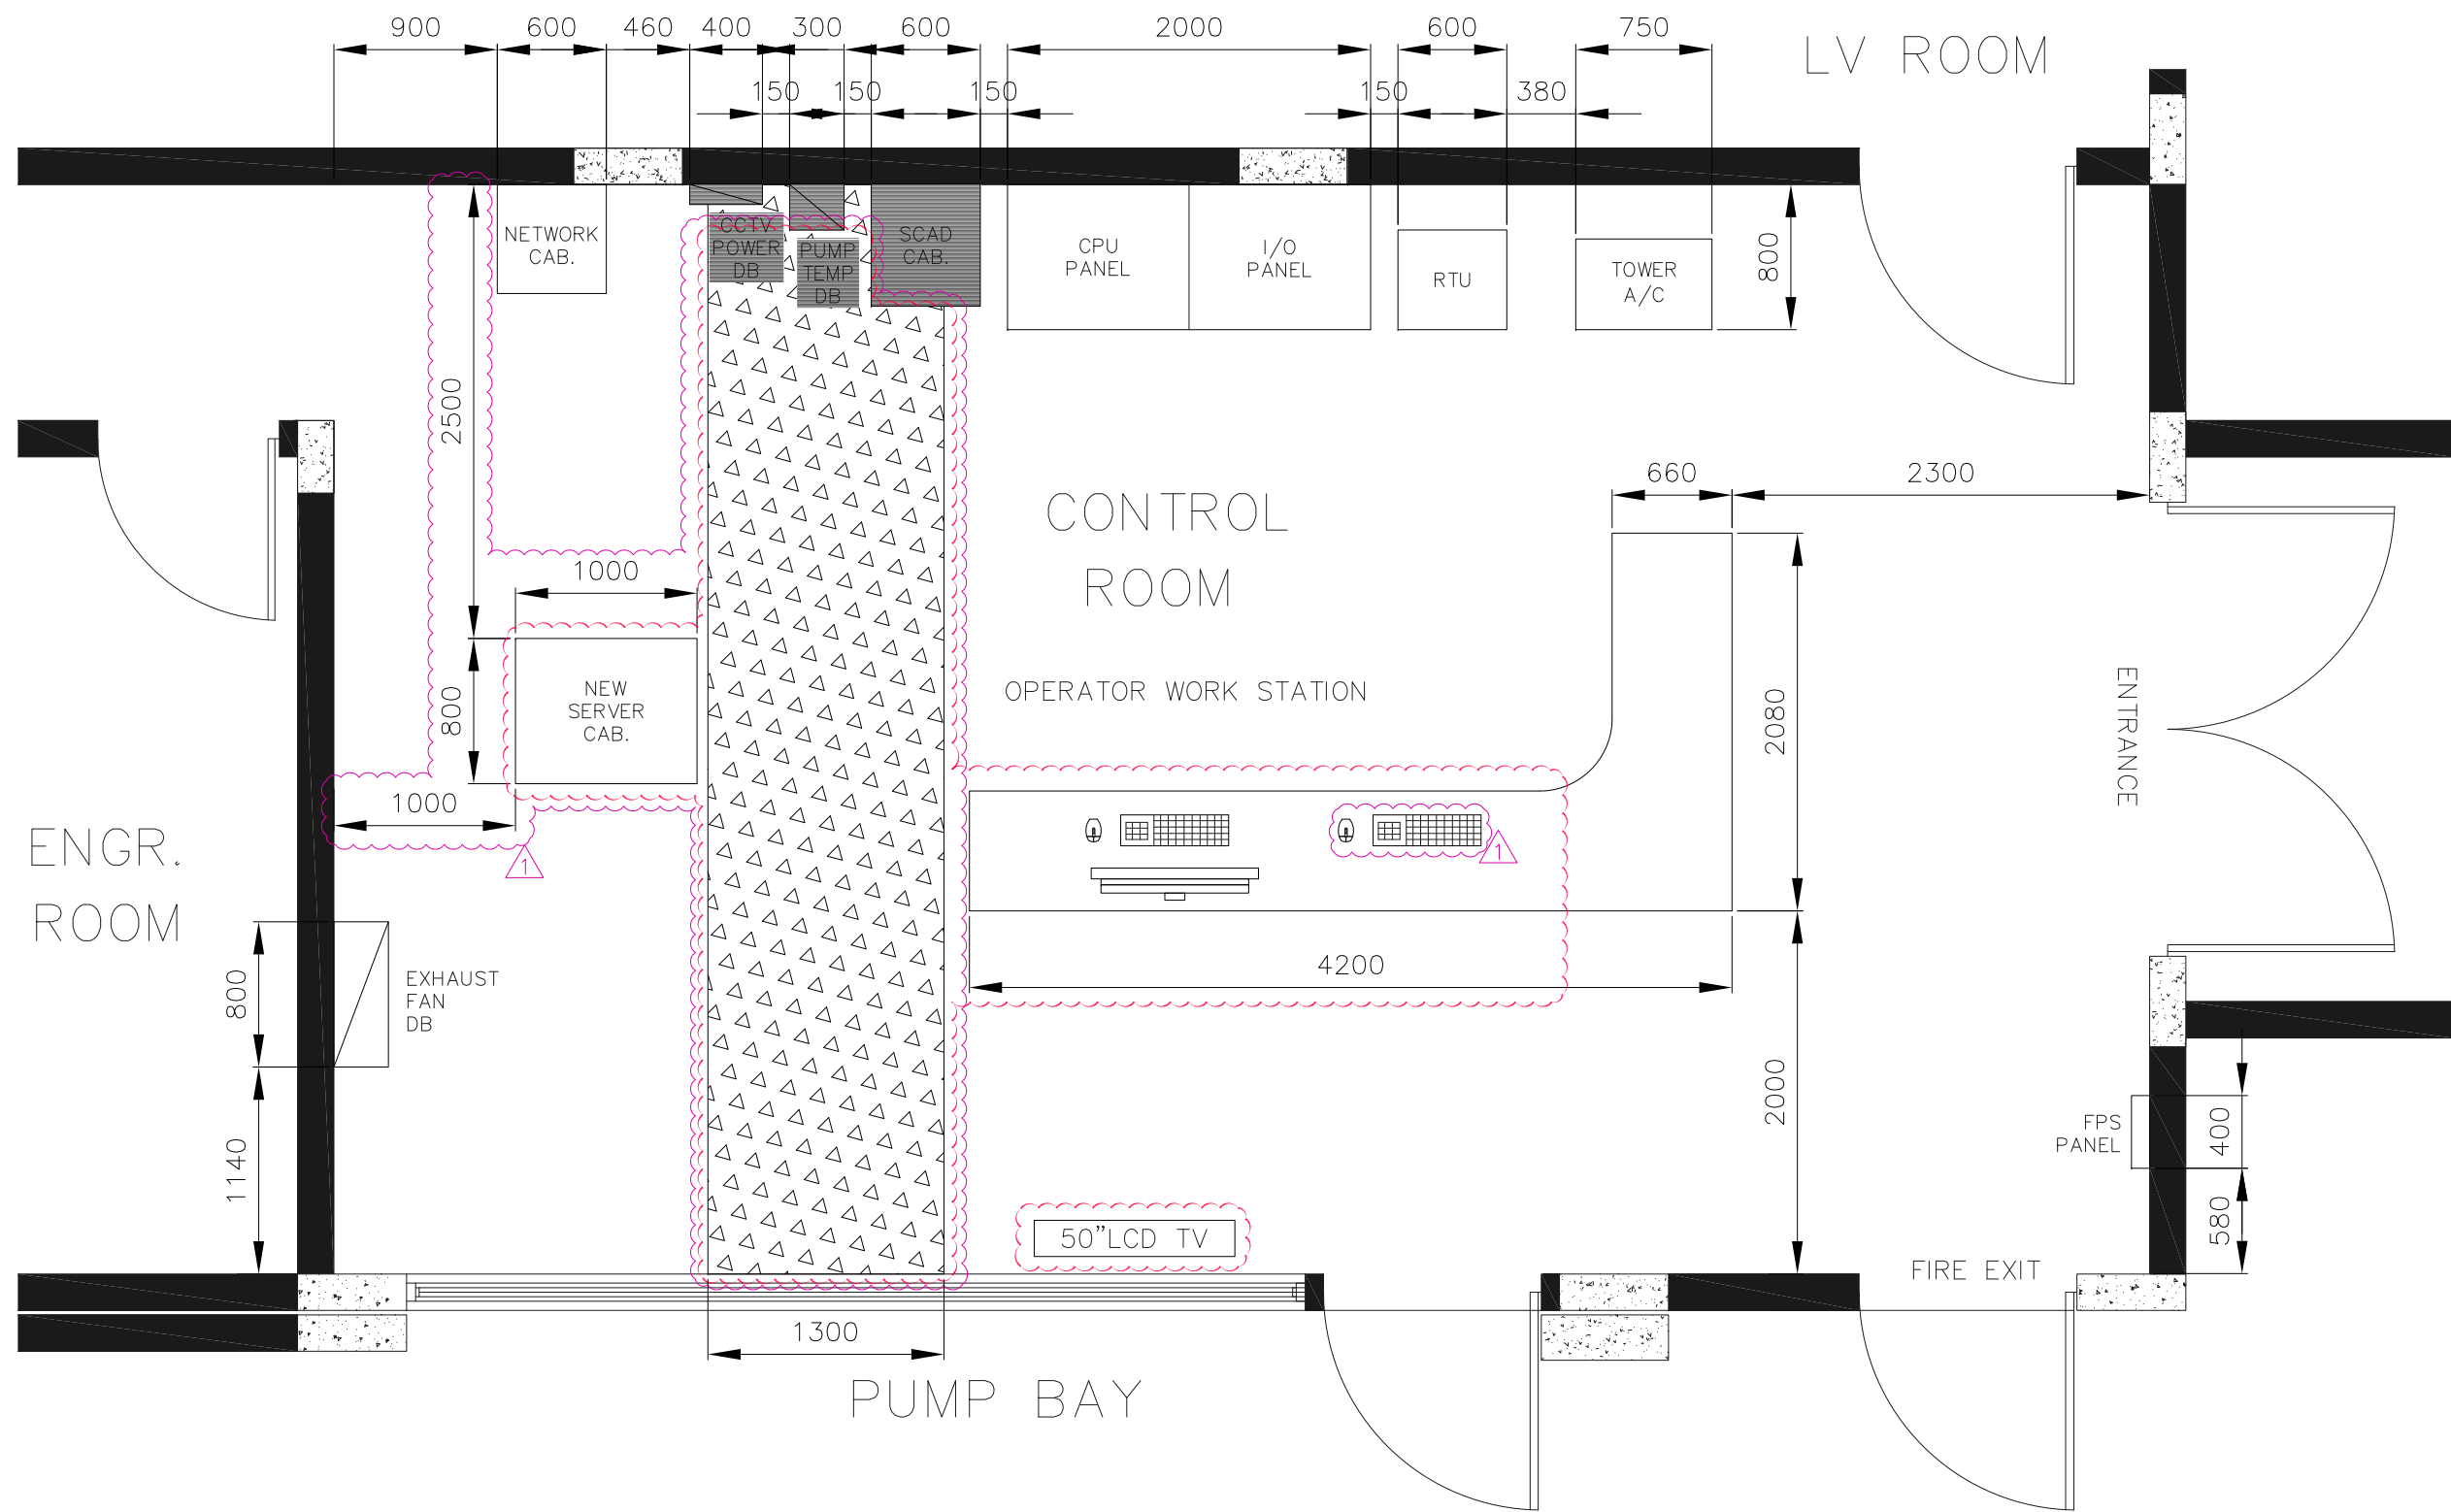 900 600 460 400 300 600 2000 600 750
LV ROOM
150 150 150 150 380
NETWORK
CAB.
CCTV
POWER
DB
PUMP
TEMP
DB
SCAD
CAB.
CPU
PANEL
I/O
PANEL
RTU
TOWER
A/C
800
2500
660 2300
CONTROL
ROOM
1000
OPERATOR WORK STATION
NEW
SERVER
CAB.
800
2080
ENTRANCE
1000
1
1
ENGR.
ROOM
4200
800
EXHAUST
FAN
DB
2000
FPS
PANEL
400
1140
580
50"LCD TV
FIRE EXIT
1300
PUMP BAY